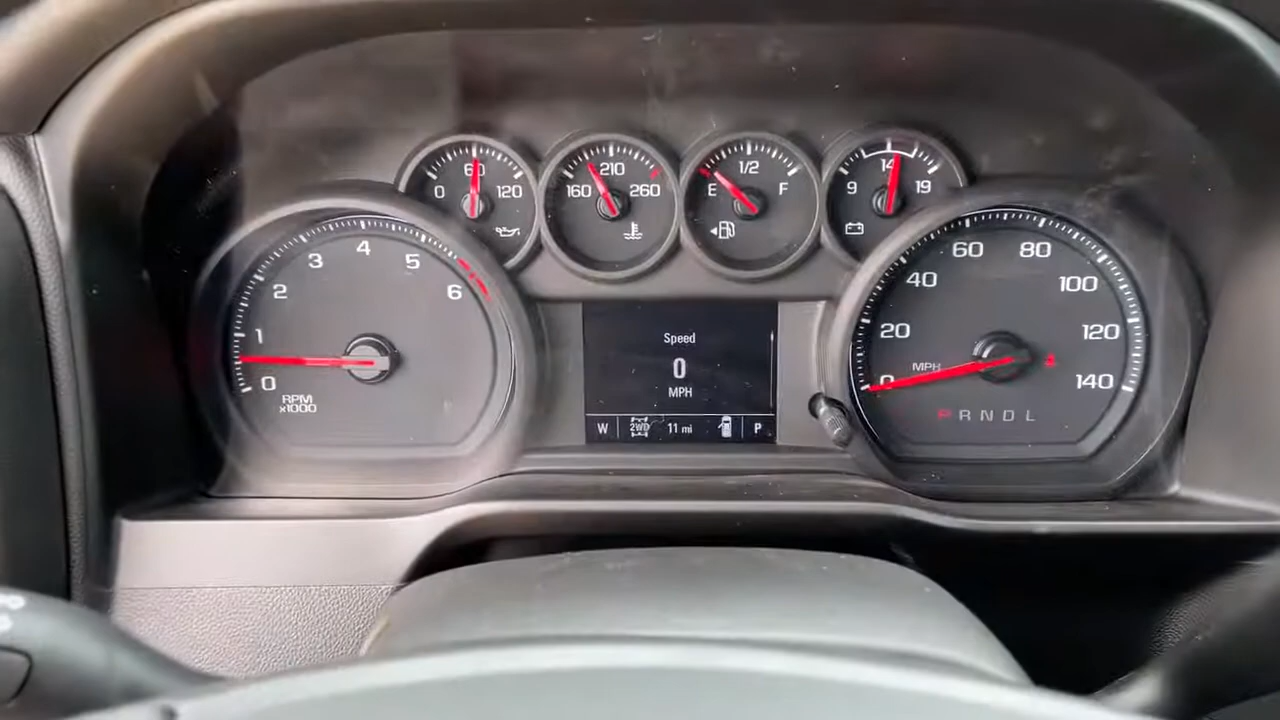 0 60 120
160 210 260
E 1/2 F
9 14 19
0 1 2 3 4 5 6
RPM
x1000
Speed
0
MPH
W 2WD 11 mi P
0 20 40 60 80 100 120 140
MPH
P R N D L